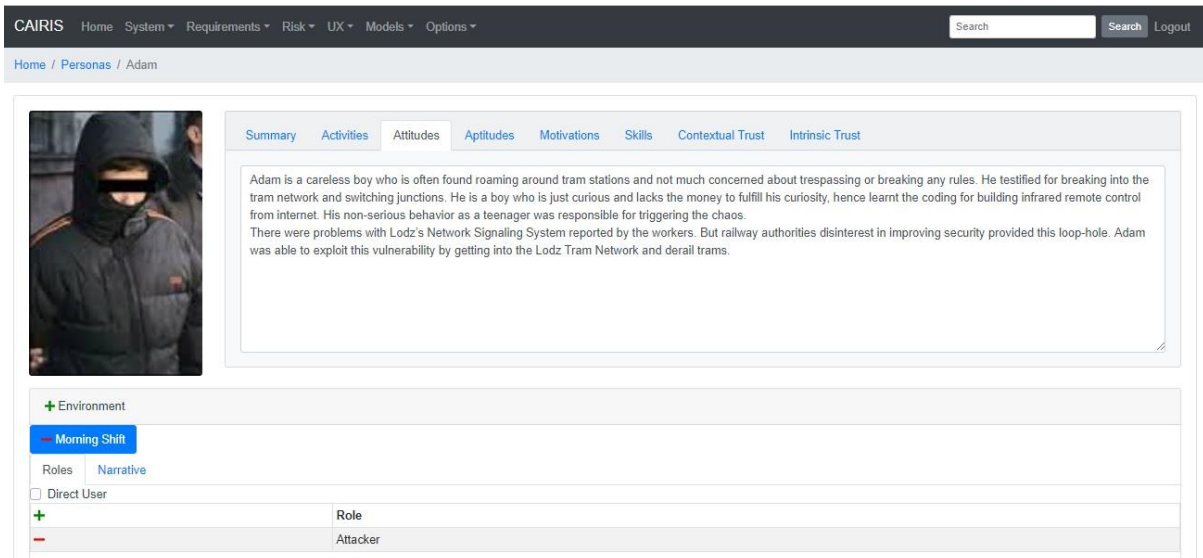 CAIRIS Home System Requirements Risk UX Models Options Search Search Logout
Home / Personas / Adam
Summary Activities Attitudes Aptitudes Motivations Skills Contextual Trust Intrinsic Trust
Adam is a careless boy who is often found roaming around tram stations and not much concerned about trespassing or breaking any rules. He testified for breaking into the
tram network and switching junctions. He is a boy who is just curious and lacks the money to fulfill his curiosity, hence learnt the coding for building infrared remote control
from internet. His non-serious behavior as a teenager was responsible for triggering the chaos.
There were problems with Lodz's Network Signaling System reported by the workers. But railway authorities disinterest in improving security provided this loop-hole. Adam
was able to exploit this vulnerability by getting into the Lodz Tram Network and derail trams.
+ Environment
− Morning Shift
Roles Narrative
Direct User
+ Role
− Attacker